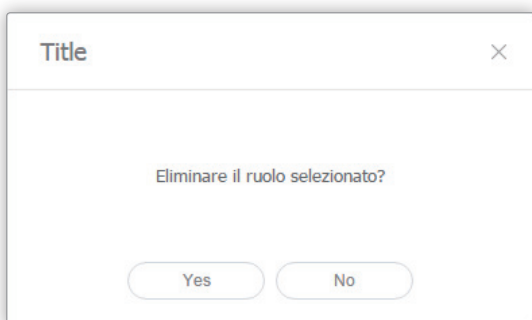 Title
Eliminare il ruolo selezionato?
Yes
No